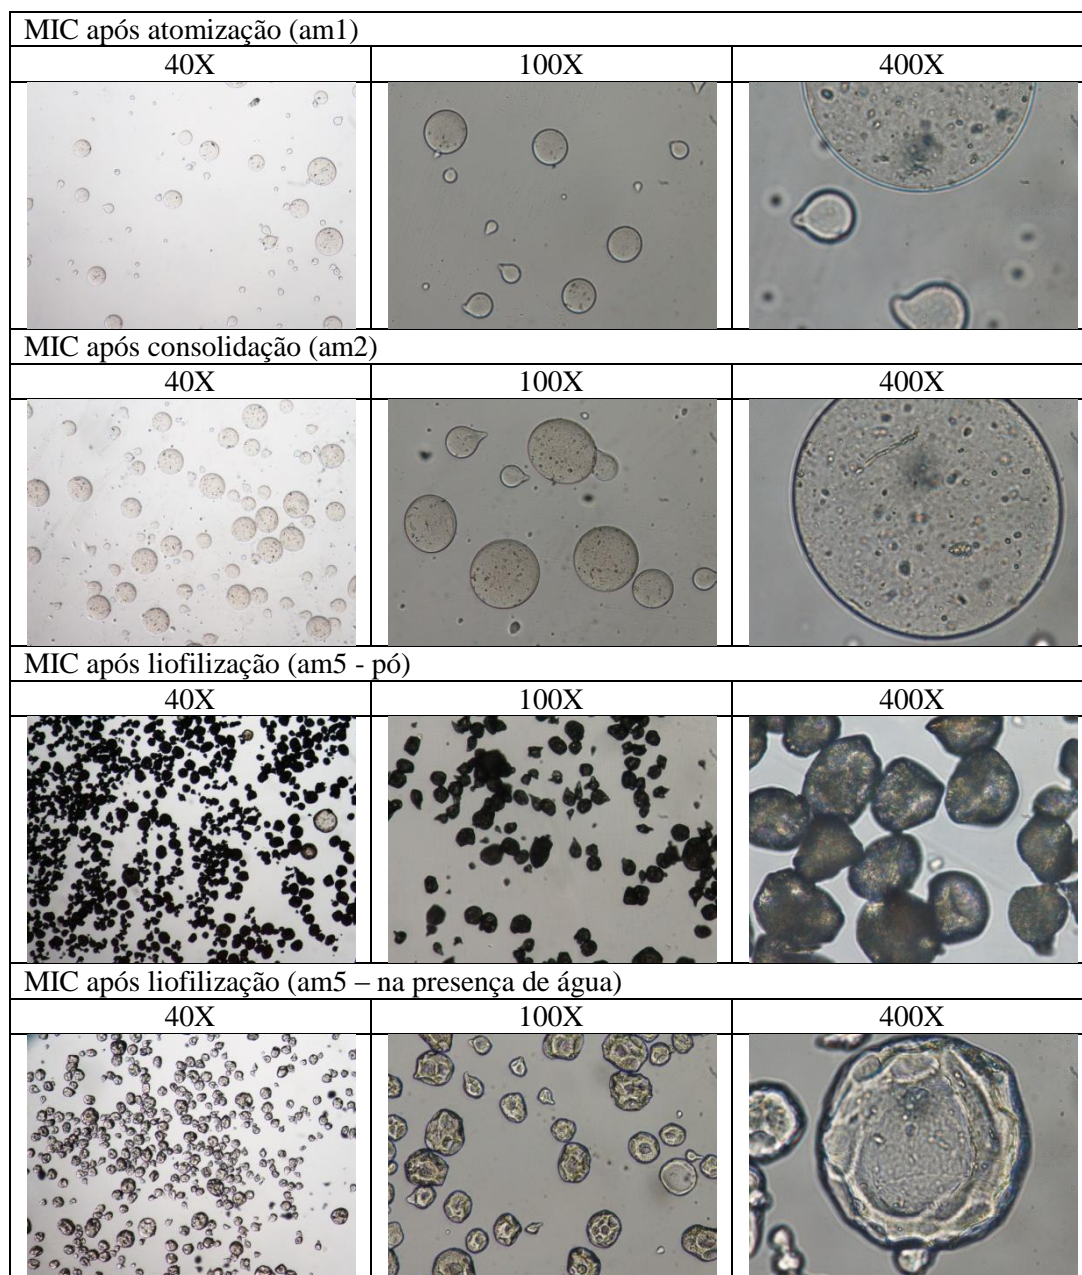 MIC após atomização (am1)
40X 100X 400X
MIC após consolidação (am2)
40X 100X 400X
MIC após liofilização (am5 - pó)
40X 100X 400X
MIC após liofilização (am5 – na presença de água)
40X 100X 400X